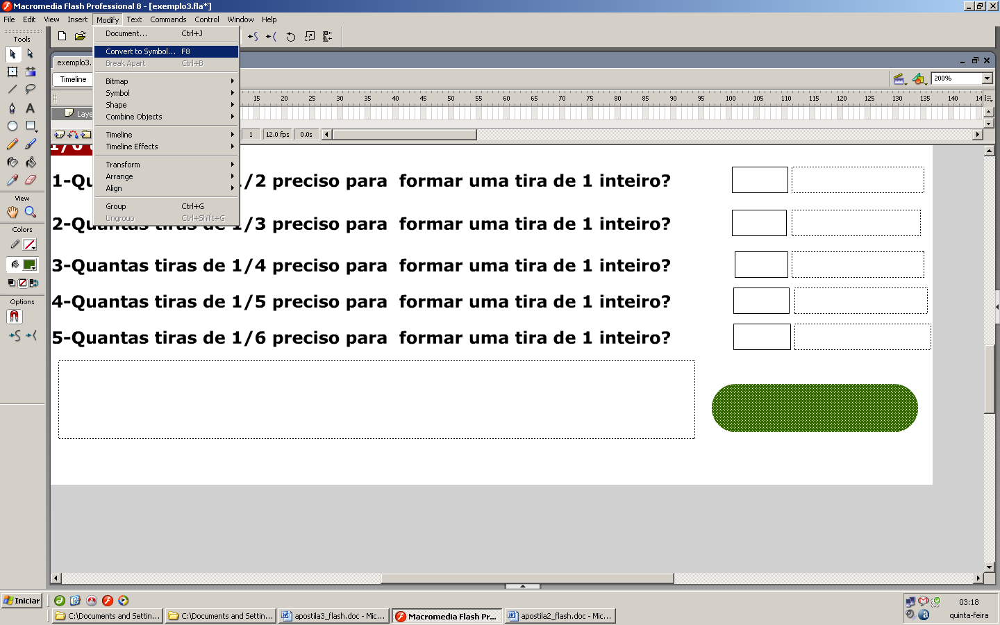 Macromedia Flash Professional 8 - [exemplo3.fla*]
File Edit View Insert Modify Text Commands Control Window Help
Tools
Document... Ctrl+J
Convert to Symbol... F8
Break Apart Ctrl+B
Bitmap
Symbol
Shape
Combine Objects
Timeline
Timeline Effects
Transform
Arrange
Align
Group Ctrl+G
Ungroup Ctrl+Shift+G
exemplo3.
Timeline
200%
15 20 25 30 35 40 45 50 55 60 65 70 75 80 85 90 95 100 105 110 115 120 125 130 135 140 14
Laye
1 12.0 fps 0.0s
View
Colors
Options
1/2 preciso para formar uma tira de 1 inteiro?
2-Quantas tiras de 1/3 preciso para formar uma tira de 1 inteiro?
3-Quantas tiras de 1/4 preciso para formar uma tira de 1 inteiro?
4-Quantas tiras de 1/5 preciso para formar uma tira de 1 inteiro?
5-Quantas tiras de 1/6 preciso para formar uma tira de 1 inteiro?
Iniciar
C:\Documents and Settin...
C:\Documents and Settin...
apostila3_flash.doc - Mic...
Macromedia Flash Pr...
apostila2_flash.doc - Mic...
03:18
quinta-feira